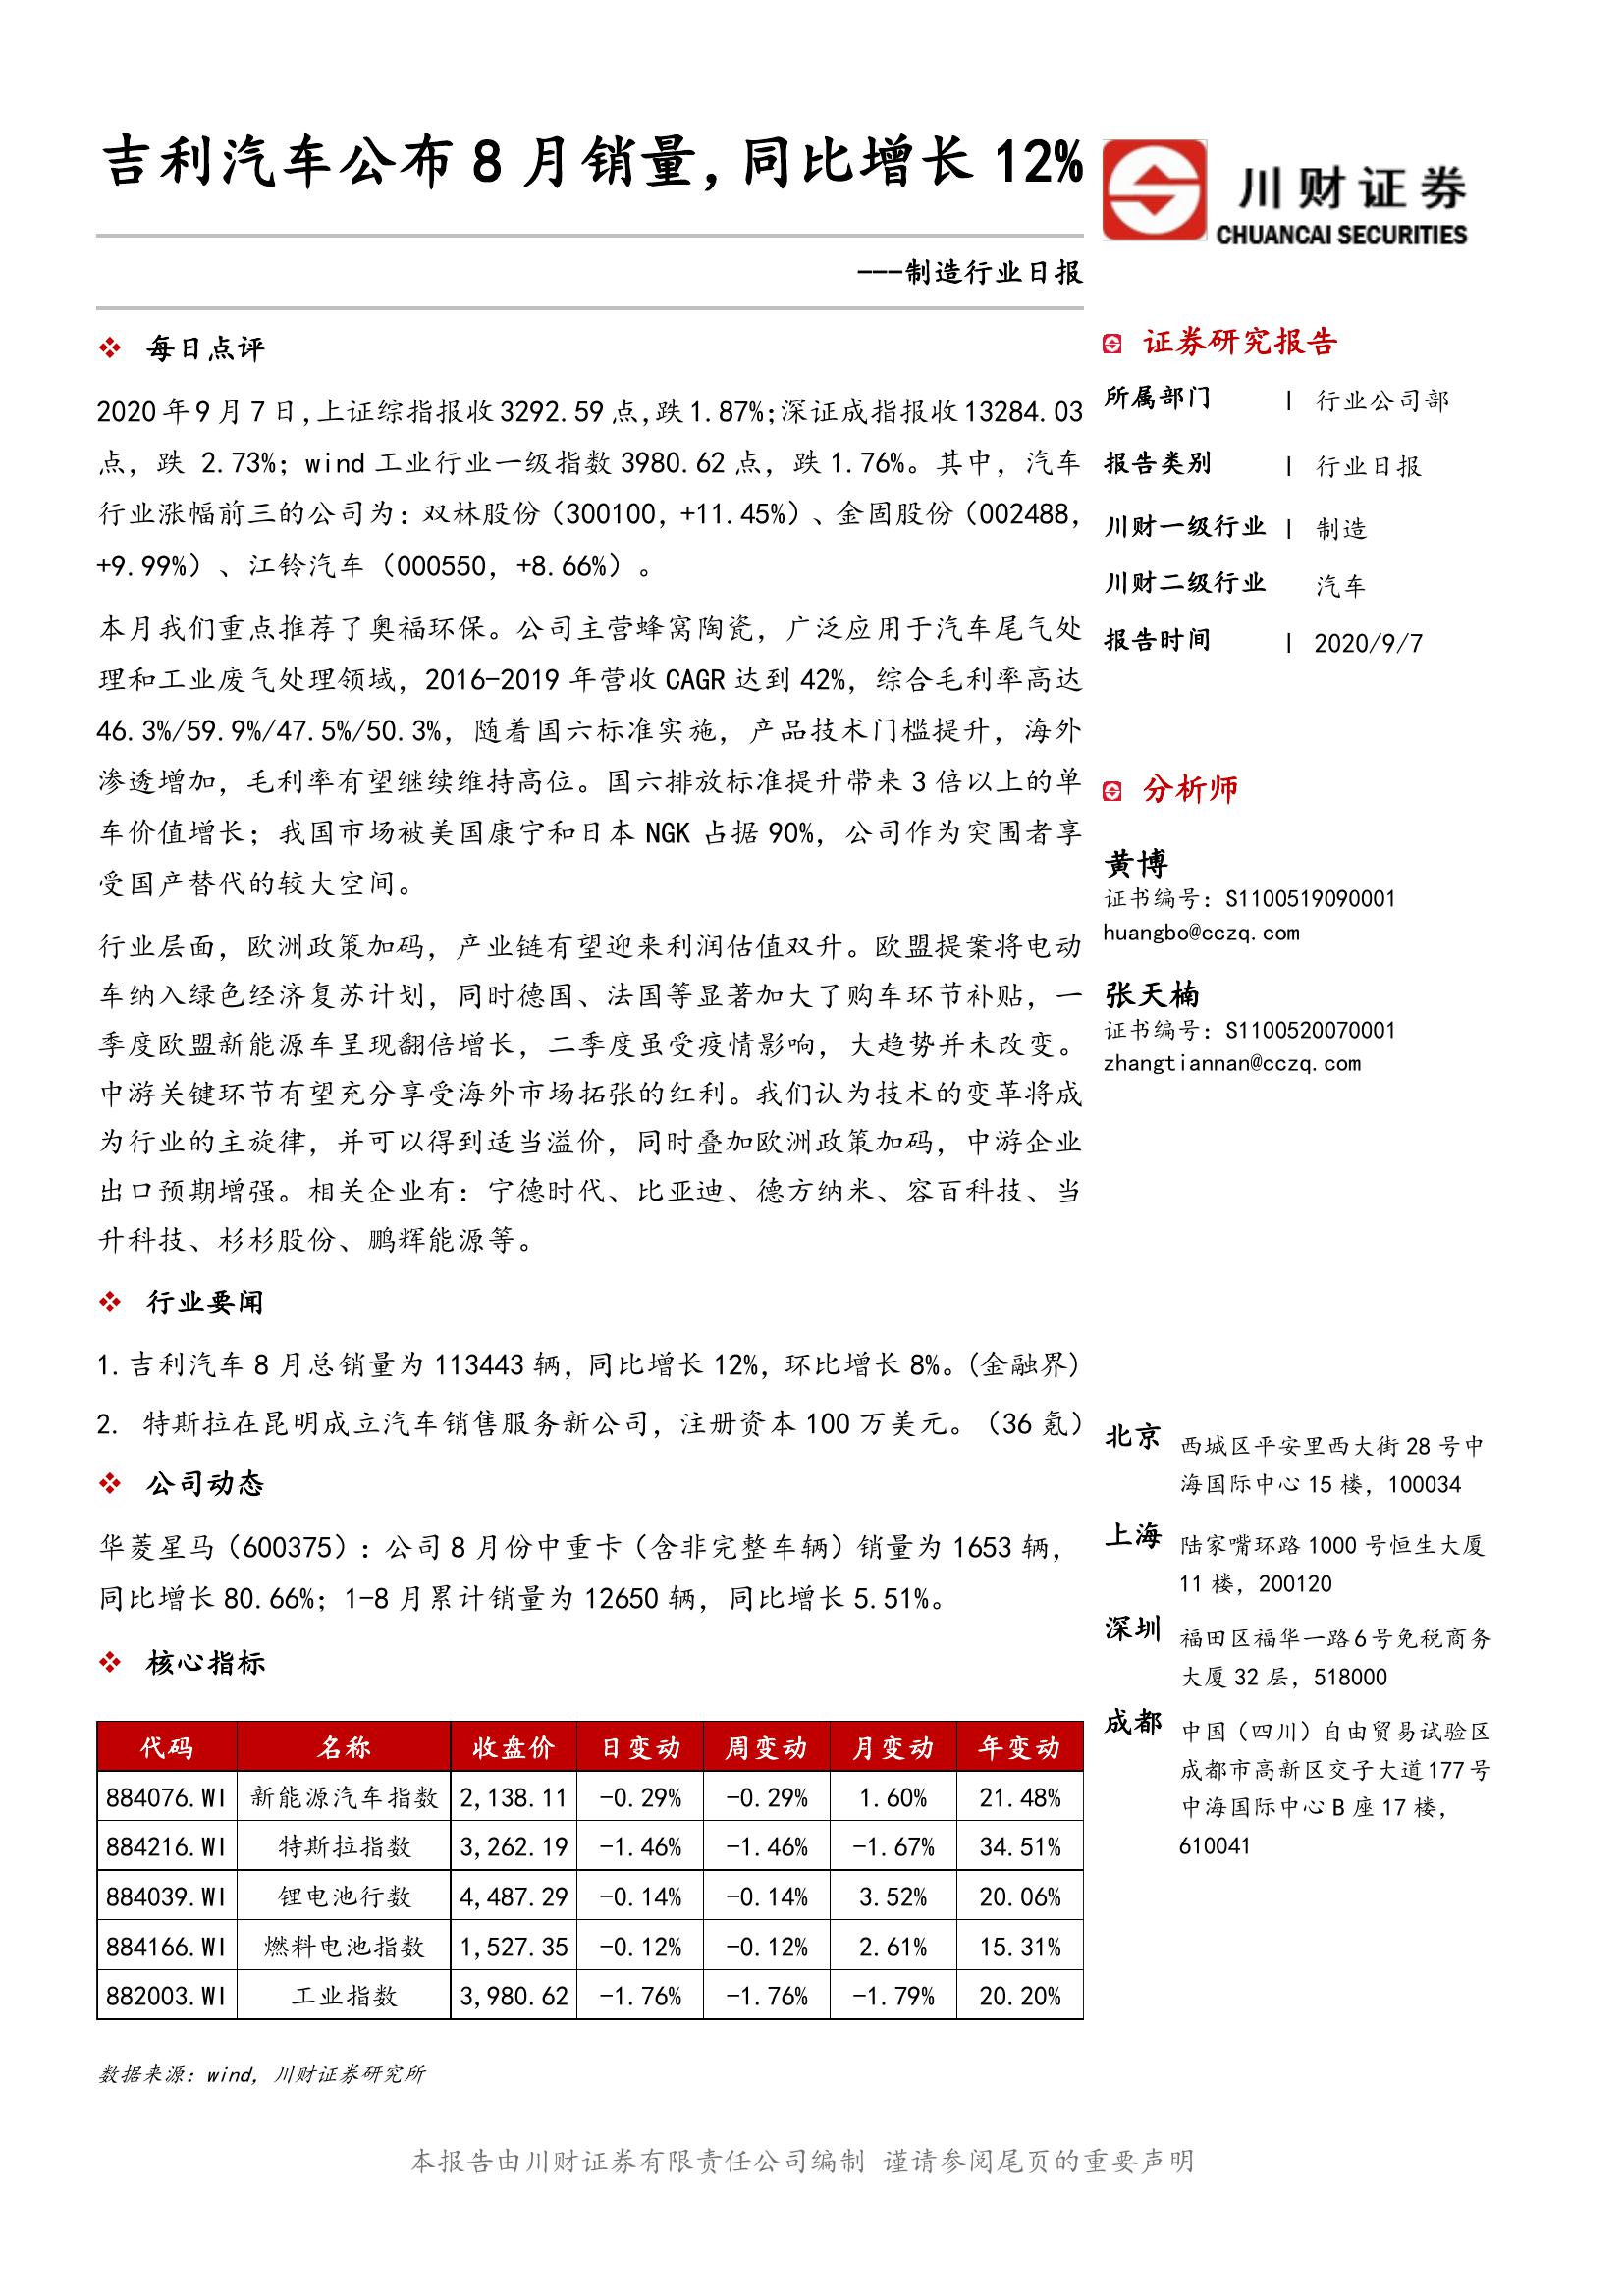 吉利汽车公布 8 月销量，同比增长 12%
川财证券
CHUANCAI SECURITIES
---制造行业日报
❖ 每日点评
2020 年 9 月 7 日，上证综指报收 3292.59 点，跌 1.87%；深证成指报收 13284.03
点，跌 2.73%；wind 工业行业一级指数 3980.62 点，跌 1.76%。其中，汽车
行业涨幅前三的公司为：双林股份（300100，+11.45%）、金固股份（002488，
+9.99%）、江铃汽车（000550，+8.66%）。
本月我们重点推荐了奥福环保。公司主营蜂窝陶瓷，广泛应用于汽车尾气处
理和工业废气处理领域，2016-2019 年营收 CAGR 达到 42%，综合毛利率高达
46.3%/59.9%/47.5%/50.3%，随着国六标准实施，产品技术门槛提升，海外
渗透增加，毛利率有望继续维持高位。国六排放标准提升带来 3 倍以上的单
车价值增长；我国市场被美国康宁和日本 NGK 占据 90%，公司作为突围者享
受国产替代的较大空间。
行业层面，欧洲政策加码，产业链有望迎来利润估值双升。欧盟提案将电动
车纳入绿色经济复苏计划，同时德国、法国等显著加大了购车环节补贴，一
季度欧盟新能源车呈现翻倍增长，二季度虽受疫情影响，大趋势并未改变。
中游关键环节有望充分享受海外市场拓张的红利。我们认为技术的变革将成
为行业的主旋律，并可以得到适当溢价，同时叠加欧洲政策加码，中游企业
出口预期增强。相关企业有：宁德时代、比亚迪、德方纳米、容百科技、当
升科技、杉杉股份、鹏辉能源等。
❖ 行业要闻
1. 吉利汽车 8 月总销量为 113443 辆，同比增长 12%，环比增长 8%。（金融界）
2. 特斯拉在昆明成立汽车销售服务新公司，注册资本 100 万美元。（36 氪）
❖ 公司动态
华菱星马（600375）：公司 8 月份中重卡（含非完整车辆）销量为 1653 辆，
同比增长 80.66%；1-8 月累计销量为 12650 辆，同比增长 5.51%。
❖ 核心指标
代码 名称 收盘价 日变动 周变动 月变动 年变动
884076.WI 新能源汽车指数 2,138.11 -0.29% -0.29% 1.60% 21.48%
884216.WI 特斯拉指数 3,262.19 -1.46% -1.46% -1.67% 34.51%
884039.WI 锂电池行数 4,487.29 -0.14% -0.14% 3.52% 20.06%
884166.WI 燃料电池指数 1,527.35 -0.12% -0.12% 2.61% 15.31%
882003.WI 工业指数 3,980.62 -1.76% -1.76% -1.79% 20.20%
数据来源：wind，川财证券研究所
证券研究报告
所属部门 | 行业公司部
报告类别 | 行业日报
川财一级行业 | 制造
川财二级行业 汽车
报告时间 | 2020/9/7
分析师
黄博
证书编号：S1100519090001
huangbo@cczq.com
张天楠
证书编号：S1100520070001
zhangtiannan@cczq.com
北京 西城区平安里西大街 28 号中
海国际中心 15 楼，100034
上海 陆家嘴环路 1000 号恒生大厦
11 楼，200120
深圳 福田区福华一路 6 号免税商务
大厦 32 层，518000
成都 中国（四川）自由贸易试验区
成都市高新区交子大道 177 号
中海国际中心 B 座 17 楼，
610041
本报告由川财证券有限责任公司编制 谨请参阅尾页的重要声明